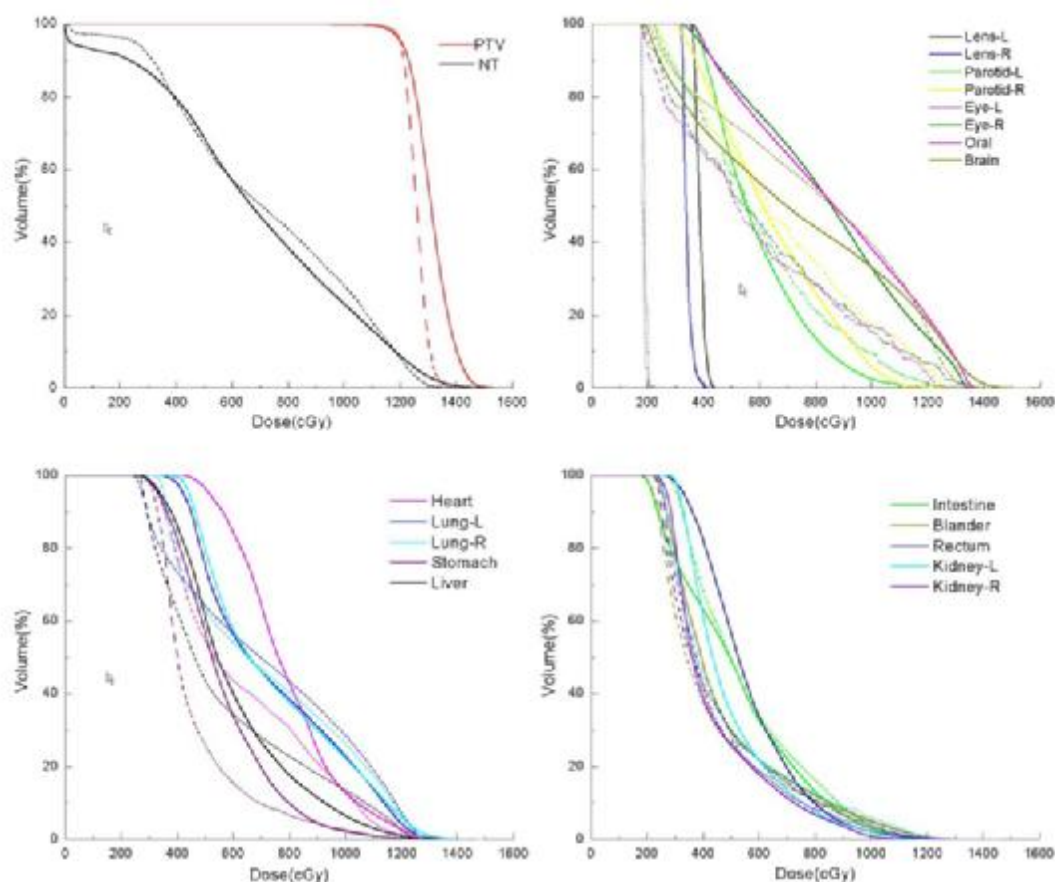 100
80
60
40
20
0
Volume(%)
PTV
NT
0 200 400 600 800 1000 1200 1400 1600
Dose(cGy)
100
80
60
40
20
0
Volume(%)
Lens-L
Lens-R
Parotid-L
Parotid-R
Eye-L
Eye-R
Oral
Brain
0 200 400 600 800 1000 1200 1400 1600
Dose(cGy)
100
80
60
40
20
0
Volume(%)
Heart
Lung-L
Lung-R
Stomach
Liver
0 200 400 600 800 1000 1200 1400 1600
Dose(cGy)
100
80
60
40
20
0
Volume(%)
Intestine
Blander
Rectum
Kidney-L
Kidney-R
0 200 400 600 800 1000 1200 1400 1600
Dose(cGy)